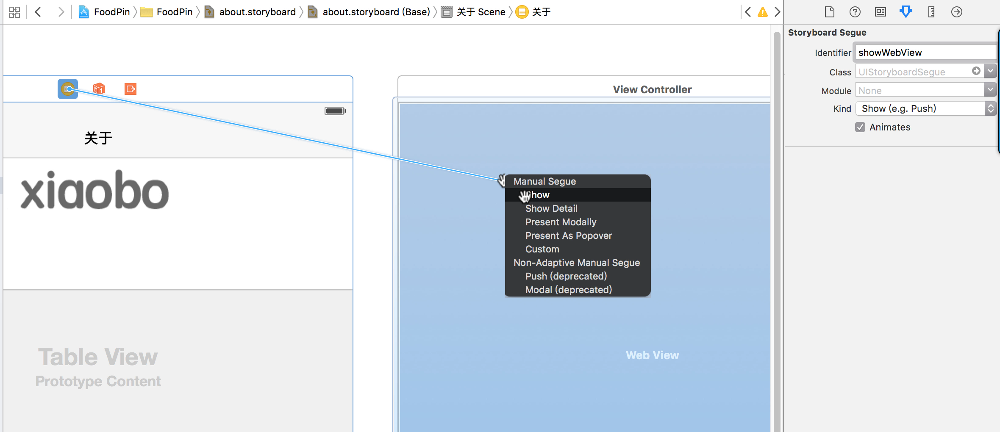 FoodPin FoodPin about.storyboard about.storyboard (Base) 关于 Scene 关于
Storyboard Segue
Identifier showWebView
Class UIStoryboardSegue
Module None
Kind Show (e.g. Push)
Animates
View Controller
关于
xiaobo
Table View
Prototype Content
Manual Segue
Show
Show Detail
Present Modally
Present As Popover
Custom
Non-Adaptive Manual Segue
Push (deprecated)
Modal (deprecated)
Web View